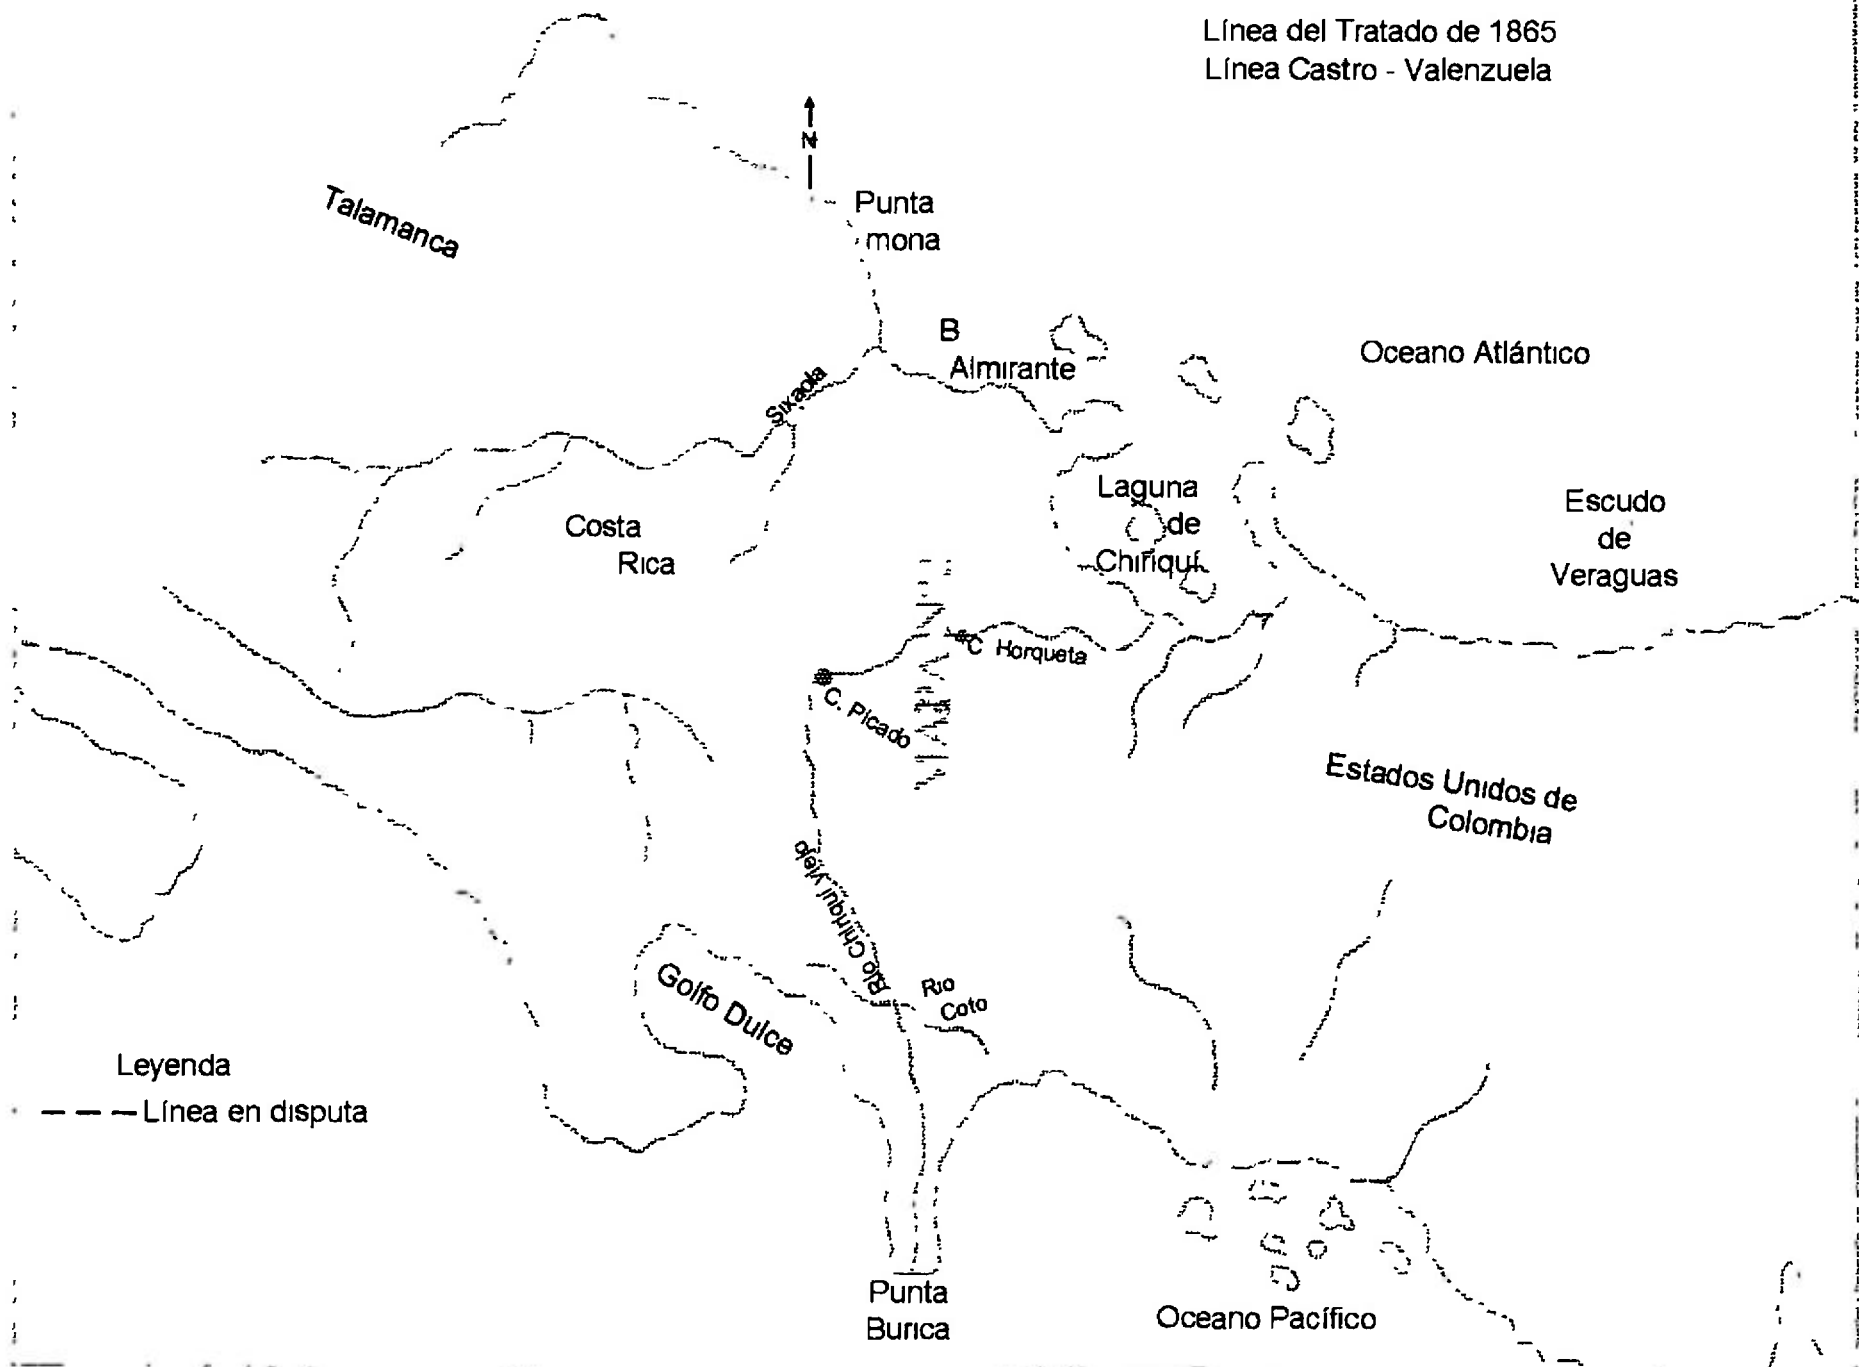 Línea del Tratado de 1865
Línea Castro - Valenzuela
N
Talamanca
Punta
mona
B
Almirante
Oceano Atlántico
Sixaola
Laguna
de
Chiriquí
Escudo
de
Veraguas
Costa
Rica
C Horqueta
C. Picado
Estados Unidos de
Colombia
Río Chiriquí Viejo
Golfo Dulce
Rio
Coto
Leyenda
Línea en disputa
Punta
Burica
Oceano Pacífico